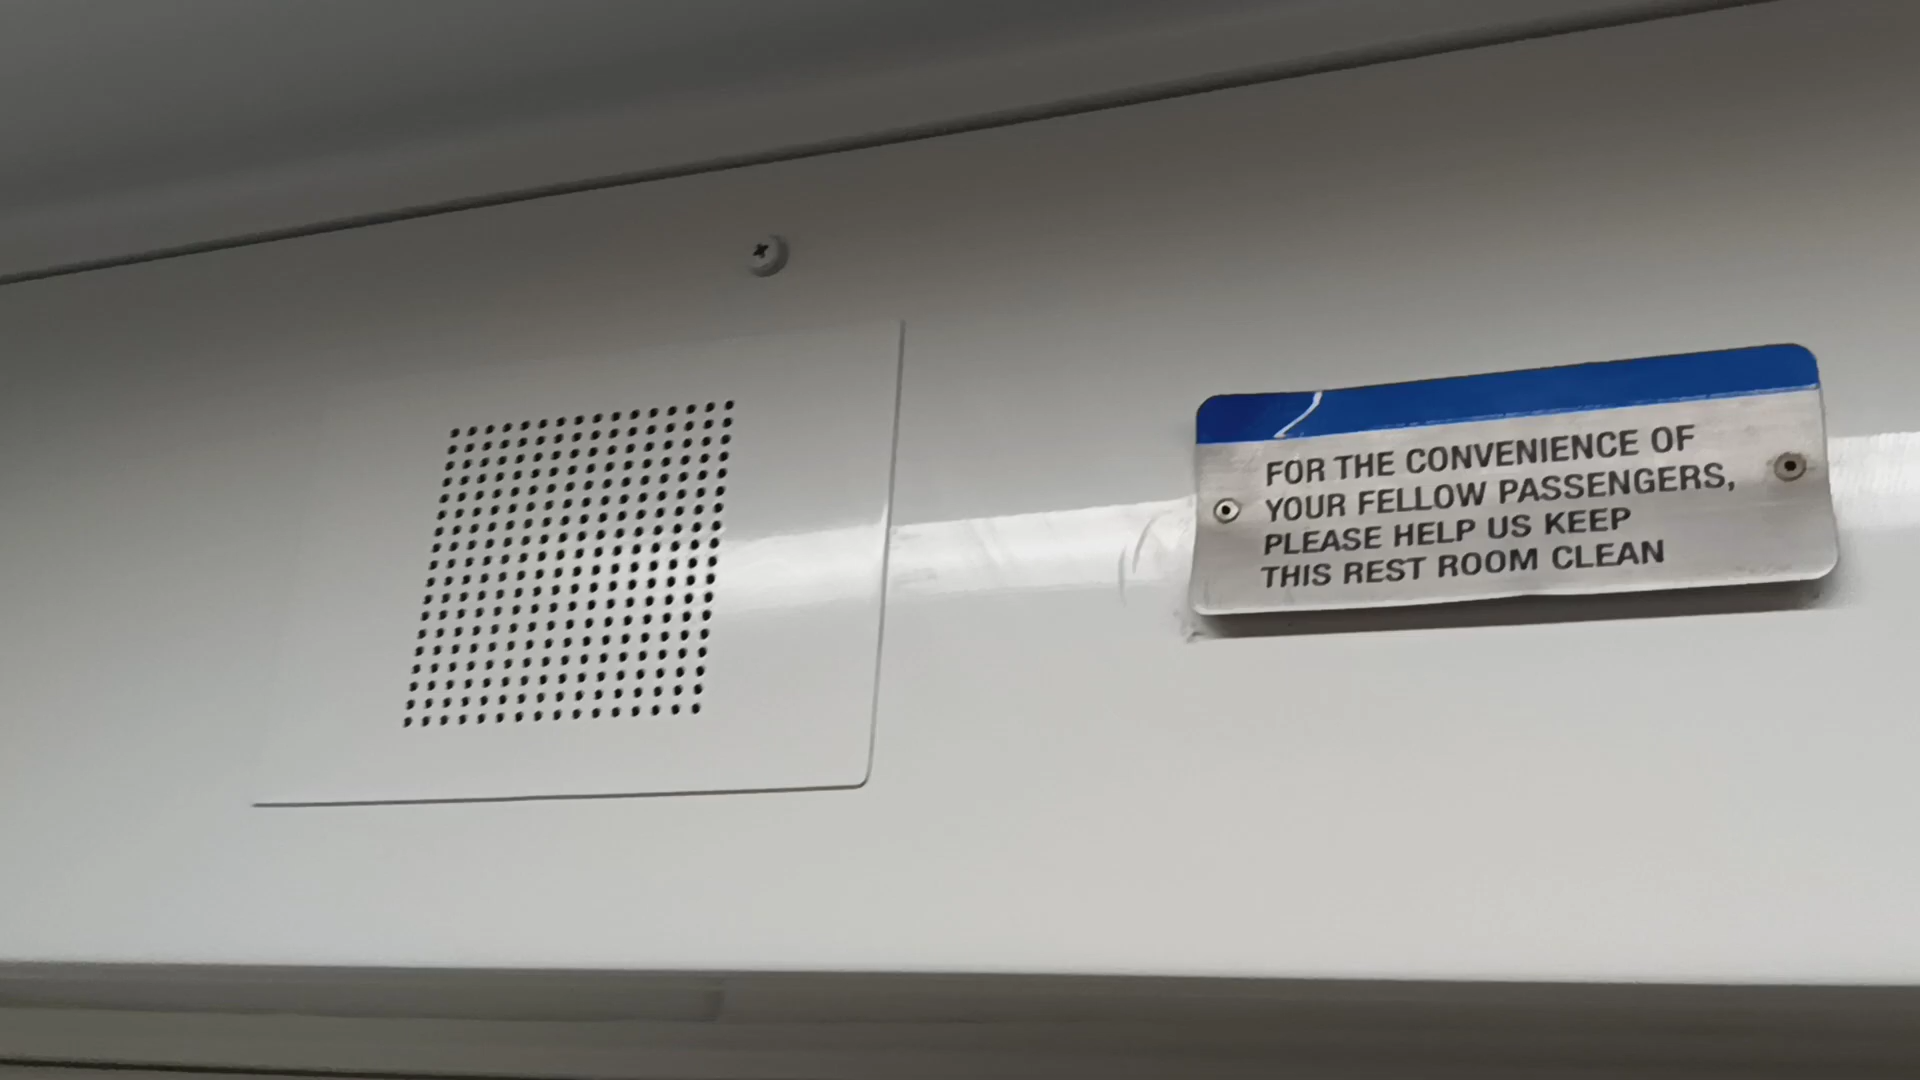 FOR THE CONVENIENCE OF
YOUR FELLOW PASSENGERS,
PLEASE HELP US KEEP
THIS REST ROOM CLEAN